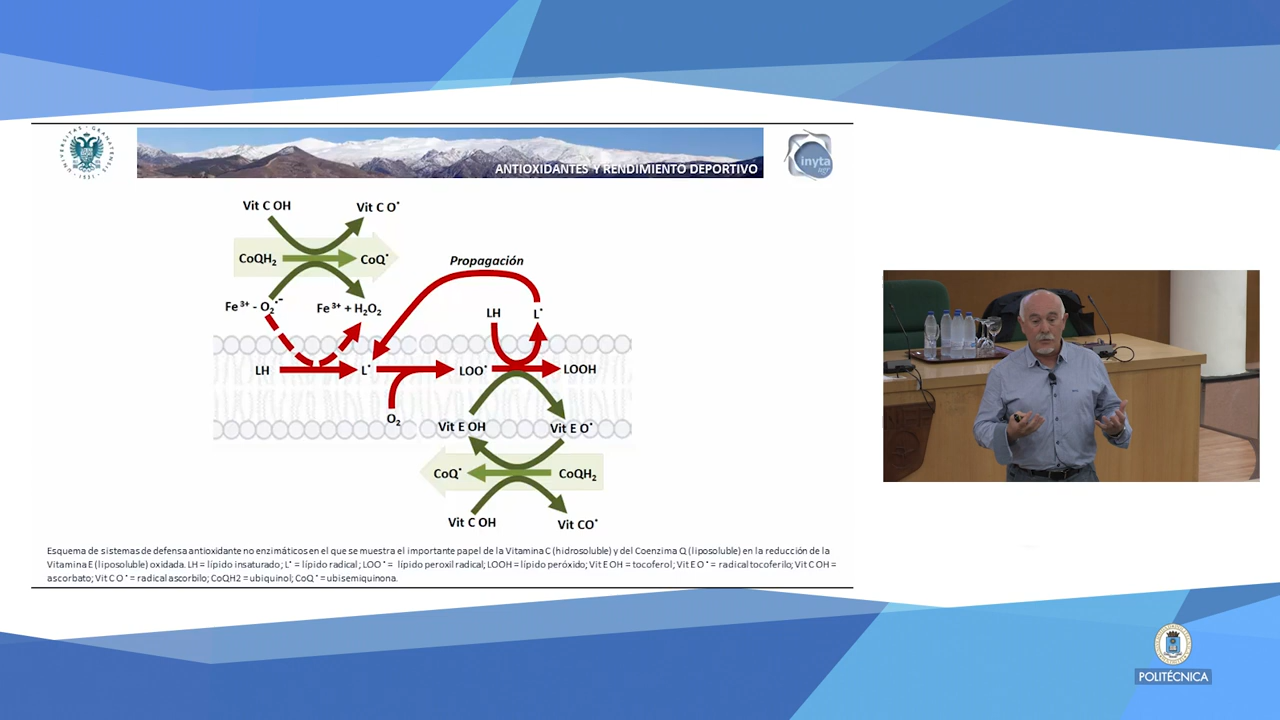 UNIVERSITAS GRANATENSIS
1531
ANTIOXIDANTES Y RENDIMIENTO DEPORTIVO
inyta
agr
Vit C OH
Vit C O•
CoQH2
CoQ•
Fe3+ - O2•-
Fe3+ + H2O2
Propagación
LH
L•
LH
L•
LOO•
LOOH
O2
Vit E OH
Vit E O•
CoQ•
CoQH2
Vit C OH
Vit CO•
Esquema de sistemas de defensa antioxidante no enzimáticos en el que se muestra el importante papel de la Vitamina C (hidrosoluble) y del Coenzima Q (liposoluble) en la reducción de la
Vitamina E (liposoluble) oxidada. LH = lípido insaturado; L• = lípido radical; LOO• = lípido peroxil radical; LOOH = lípido peróxido; Vit E OH = tocoferol; Vit E O• = radical tocoferilo; Vit C OH =
ascorbato; Vit C O• = radical ascorbilo; CoQH2 = ubiquinol; CoQ• = ubisemiquinona.
POLITÉCNICA